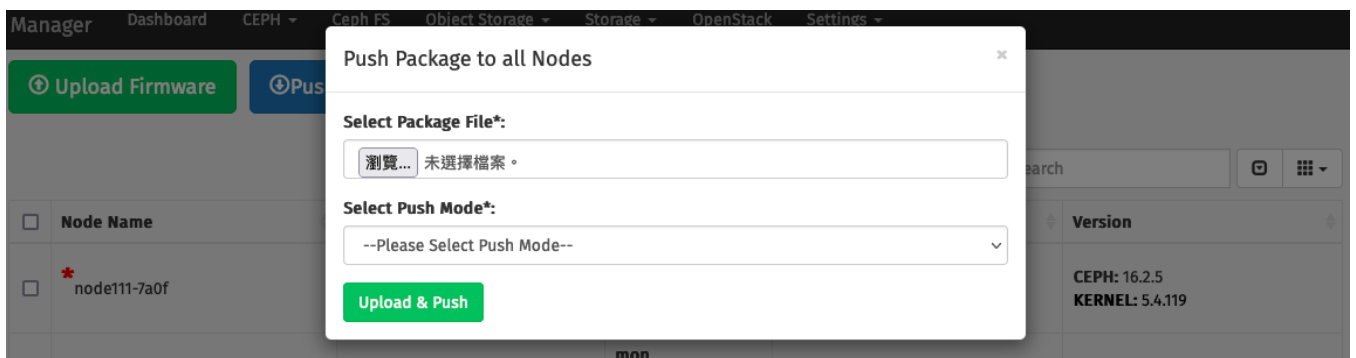 Manager Dashboard CEPH Ceph FS Object Storage Storage OpenStack Settings
Push Package to all Nodes ×
Upload Firmware Pus
Select Package File*:
瀏覽... 未選擇檔案。
earch
Select Push Mode*:
Node Name Version
--Please Select Push Mode--
* node111-7a0f CEPH: 16.2.5
KERNEL: 5.4.119
Upload & Push
mon